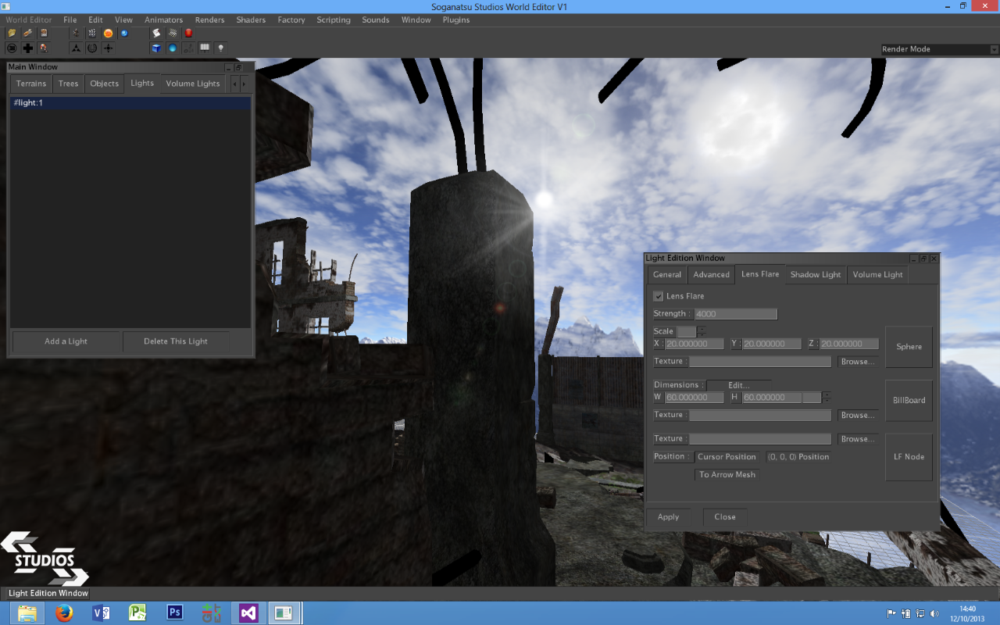 Soganatsu Studios World Editor V1
World Editor File Edit View Animators Renders Shaders Factory Scripting Sounds Window Plugins
Render Mode
Main Window
Terrains Trees Objects Lights Volume Lights
#light:1
Add a Light Delete This Light
Light Edition Window
General Advanced Lens Flare Shadow Light Volume Light
Lens Flare
Strength : 4000
Scale
X : 20.000000 Y : 20.000000 Z : 20.000000
Sphere
Texture : Browse...
Dimensions : Edit...
W 60.000000 H 60.000000
BillBoard
Texture : Browse...
Texture : Browse...
Position : Cursor Position (0, 0, 0) Position
LF Node
To Arrow Mesh
Apply Close
STUDIOS
Light Edition Window
Ps
14:40
12/10/2013